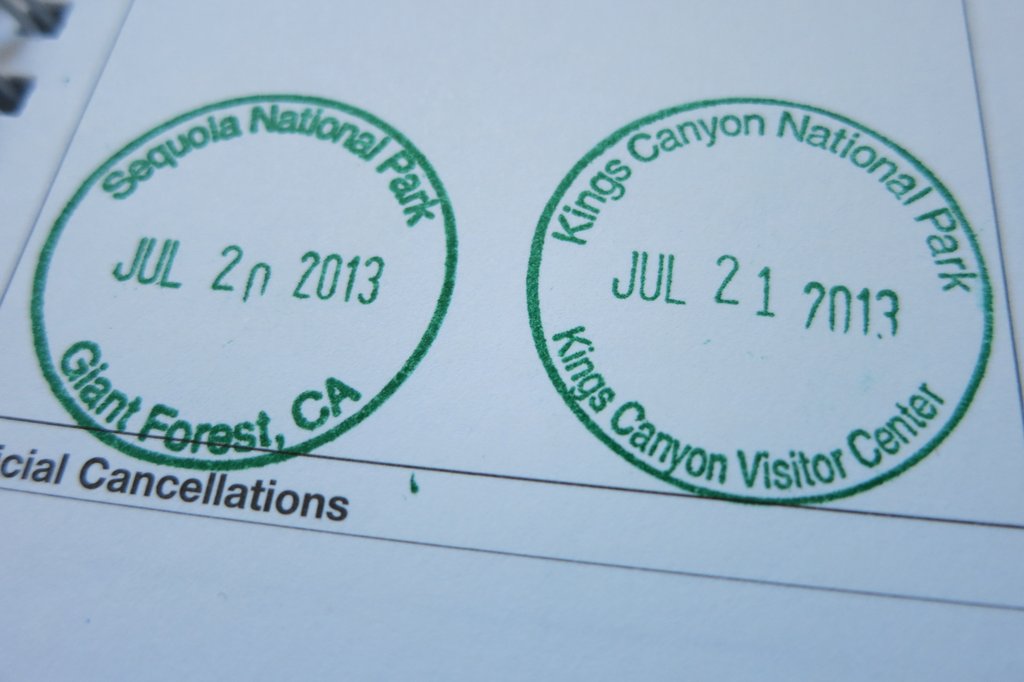 Sequoia National Park
JUL 20 2013
Giant Forest, CA
Kings Canyon National Park
JUL 21 2013
Kings Canyon Visitor Center
icial Cancellations